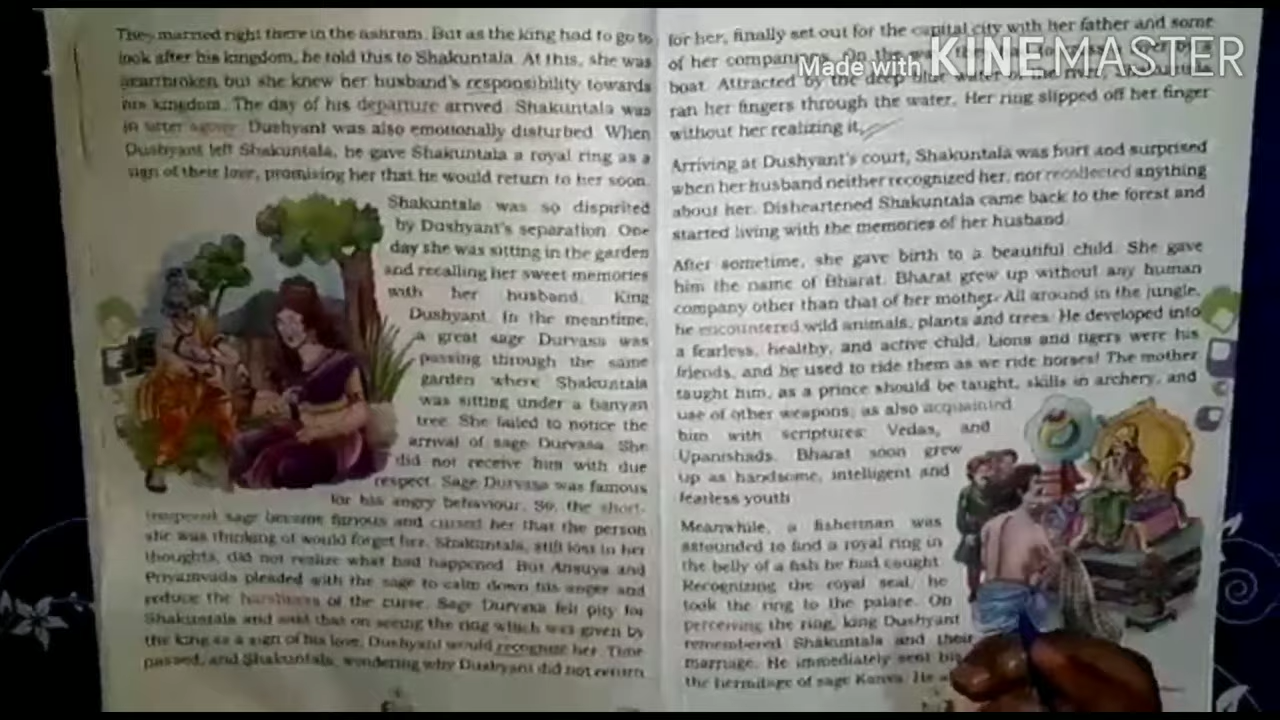 They married right there in the ashram. But as the king had to go to
look after his kingdom, he told this to Shakuntala. At this, she was
but she knew her husband's responsibility towards
his kingdom. The day of his departure arrived. Shakuntala was
in utter agony. Dushyant was also emotionally disturbed. When
Dushyant left Shakuntala, he gave Shakuntala a royal ring as a
sign of their love, promising her that he would return to her soon.
Shakuntala was so dispirited
by Dushyant's separation. One
day she was sitting in the garden
and recalling her sweet memories
with her husband, King
Dushyant. In the meantime,
a great sage Durvasa was
passing through the same
garden where Shakuntala
was sitting under a banyan
tree. She failed to notice the
arrival of sage Durvasa. She
did not receive him with due
respect. Sage Durvasa was famous
for his angry behaviour. So, the short-
tempered sage became furious and cursed her that the person
she was thinking of would forget her. Shakuntala, still lost in her
thoughts, did not realize what had happened. But Ansuya and
Priyamvada pleaded with the sage to calm down his anger and
reduce the harshness of the curse. Sage Durvasa felt pity for
Shakuntala and said that on seeing the ring which was given by
the king as a sign of his love, Dushyant would recognize her. Time
passed, and Shakuntala, wondering why Dushyant did not return
for her, finally set out for the capital city with her father and some
of her companions. On the way
boat. Attracted by the deep blue water of the river,
ran her fingers through the water. Her ring slipped off her finger
without her realizing it.
Arriving at Dushyant's court, Shakuntala was hurt and surprised
when her husband neither recognized her, nor recollected anything
about her. Disheartened Shakuntala came back to the forest and
started living with the memories of her husband.
After sometime, she gave birth to a beautiful child. She gave
him the name of Bharat. Bharat grew up without any human
company other than that of her mother. All around in the jungle,
he encountered wild animals, plants and trees. He developed into
a fearless, healthy, and active child. Lions and tigers were his
friends, and he used to ride them as we ride horses! The mother
taught him, as a prince should be taught, skills in archery, and
use of other weapons; as also acquainted
him with scriptures: Vedas, and
Upanishads. Bharat soon grew
up as handsome, intelligent and
fearless youth.
Meanwhile, a fisherman was
astounded to find a royal ring in
the belly of a fish he had caught.
Recognizing the royal seal, he
took the ring to the palace. On
perceiving the ring, king Dushyant
remembered Shakuntala and their
marriage. He immediately sent his
the hermitage of sage Kanva. He
Made with KINEMASTER